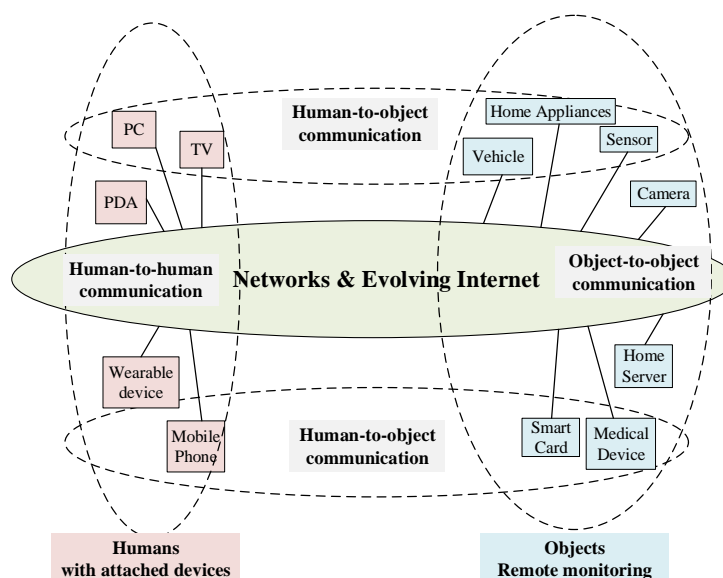 Human-to-object
communication
Home Appliances
PC
TV
Sensor
Vehicle
PDA
Camera
Human-to-human
communication
Networks & Evolving Internet
Object-to-object
communication
Wearable
device
Home
Server
Mobile
Phone
Human-to-object
communication
Smart
Card
Medical
Device
Humans
with attached devices
Objects
Remote monitoring